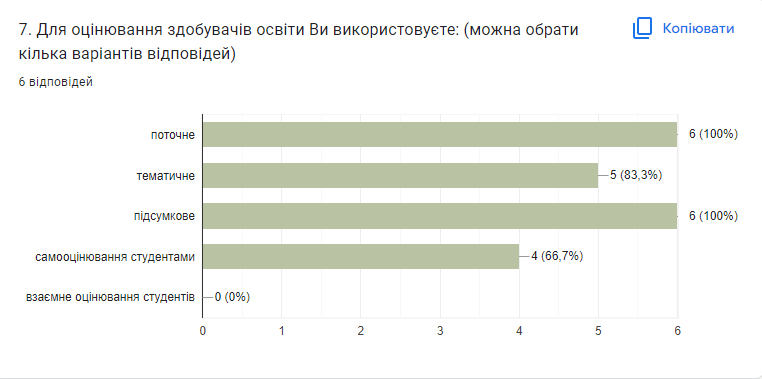 7. Для оцінювання здобувачів освіти Ви використовуєте: (можна обрати
кілька варіантів відповідей)
Копіювати
6 відповідей
поточне
6 (100%)
тематичне
5 (83,3%)
підсумкове
6 (100%)
самооцінювання студентами
4 (66,7%)
взаємне оцінювання студентів
0 (0%)
0 1 2 3 4 5 6